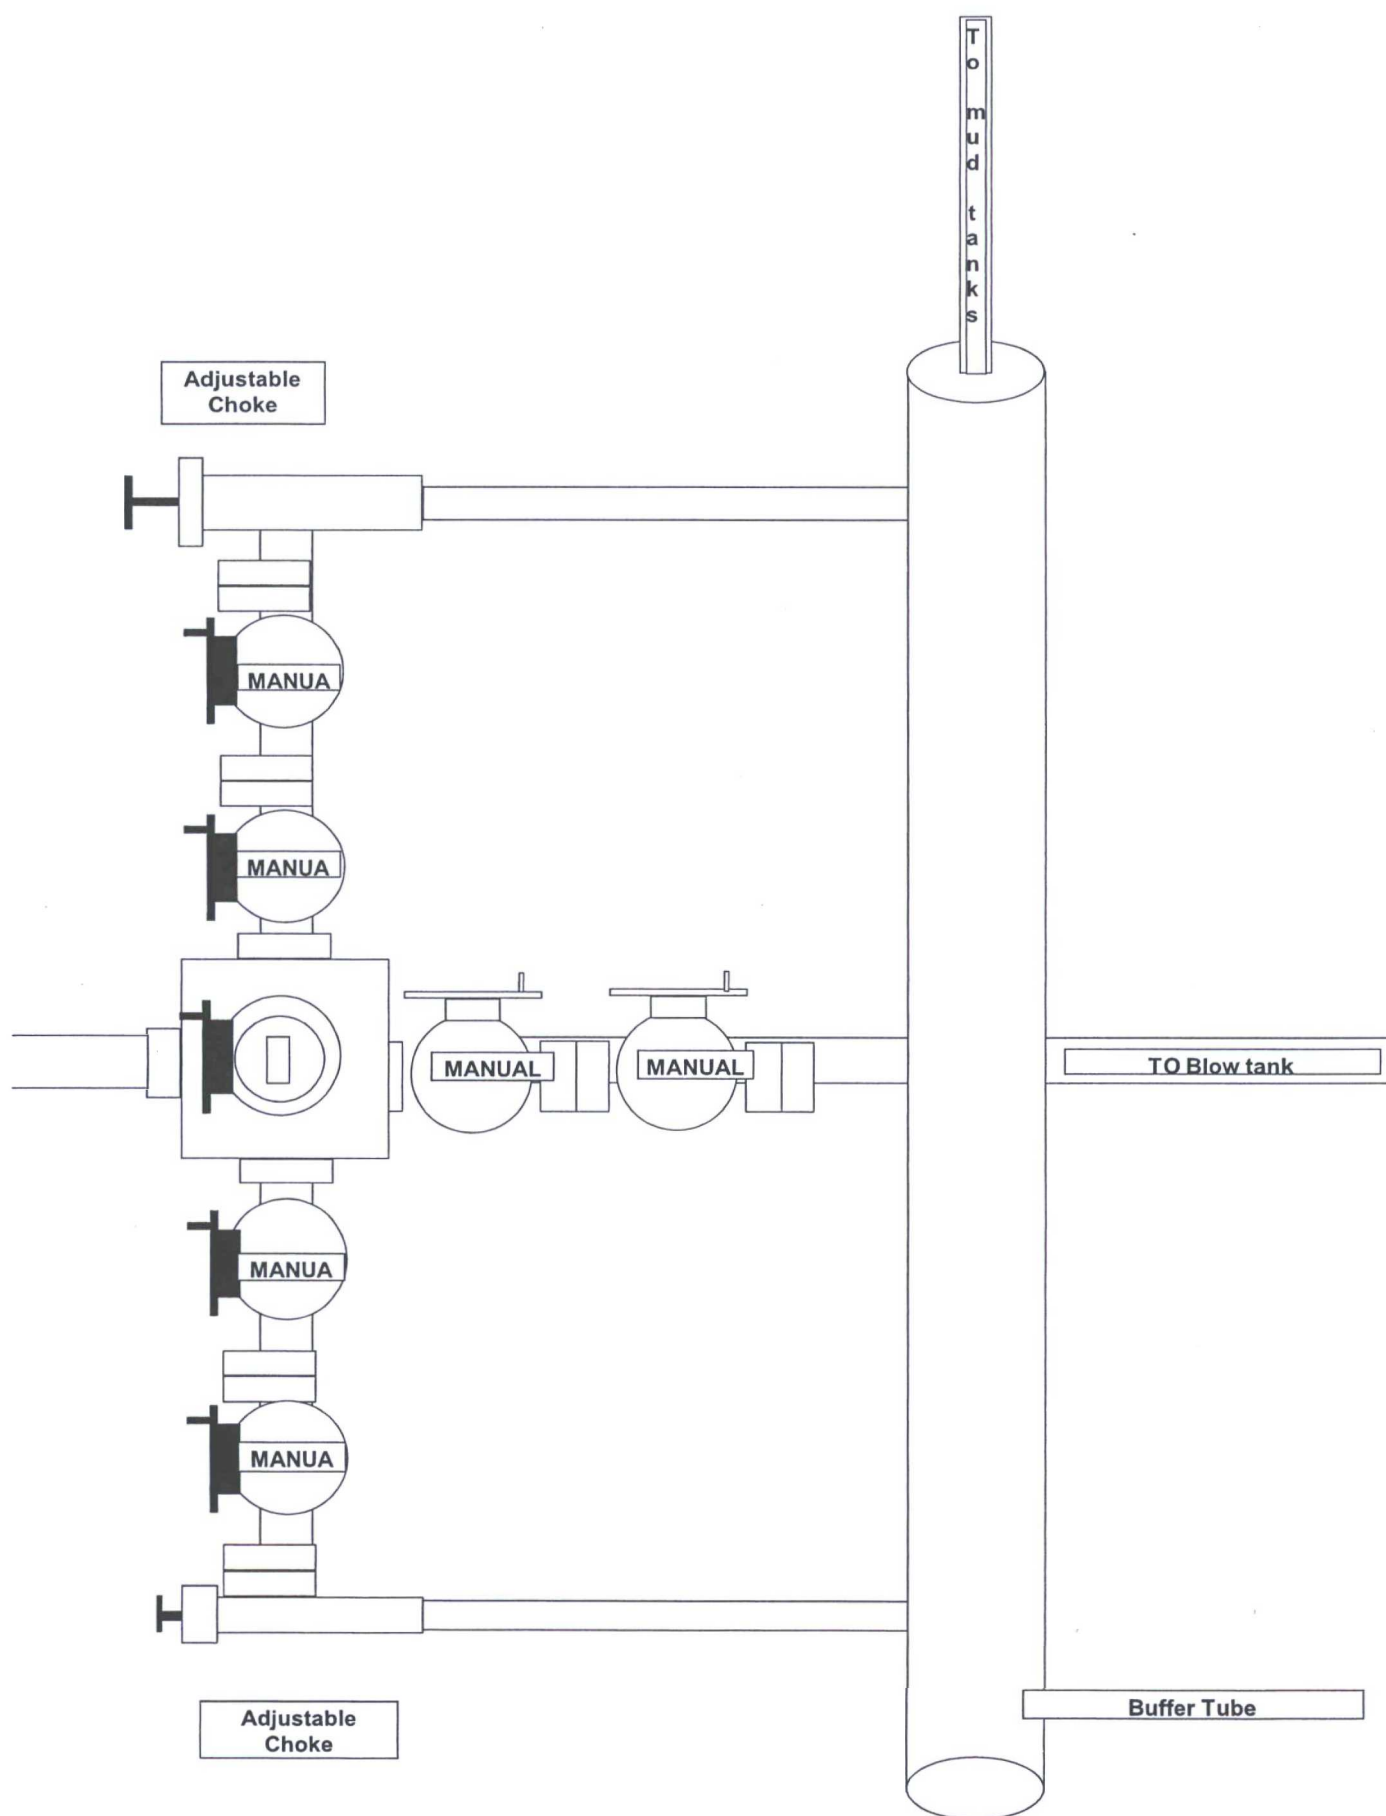 To mud tanks
Adjustable
Choke
MANUA
MANUA
MANUAL
MANUAL
TO Blow tank
MANUA
MANUA
Buffer Tube
Adjustable
Choke